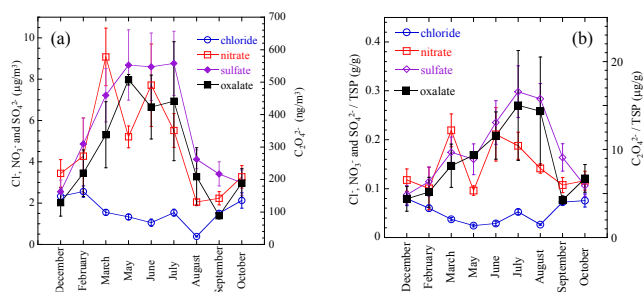 (a)
chloride
nitrate
sulfate
oxalate
10
8
6
4
2
0
700
600
500
400
300
200
100
0
Cl⁻, NO₃⁻ and SO₄²⁻ (µg/m³)
C₂O₄²⁻ (ng/m³)
December
February
March
May
June
July
August
September
October
(b)
chloride
nitrate
sulfate
oxalate
0.4
0.3
0.2
0.1
0.0
20
15
10
5
0
Cl⁻, NO₃⁻ and SO₄²⁻ / TSP (g/g)
C₂O₄²⁻ / TSP (µg/g)
December
February
March
May
June
July
August
September
October